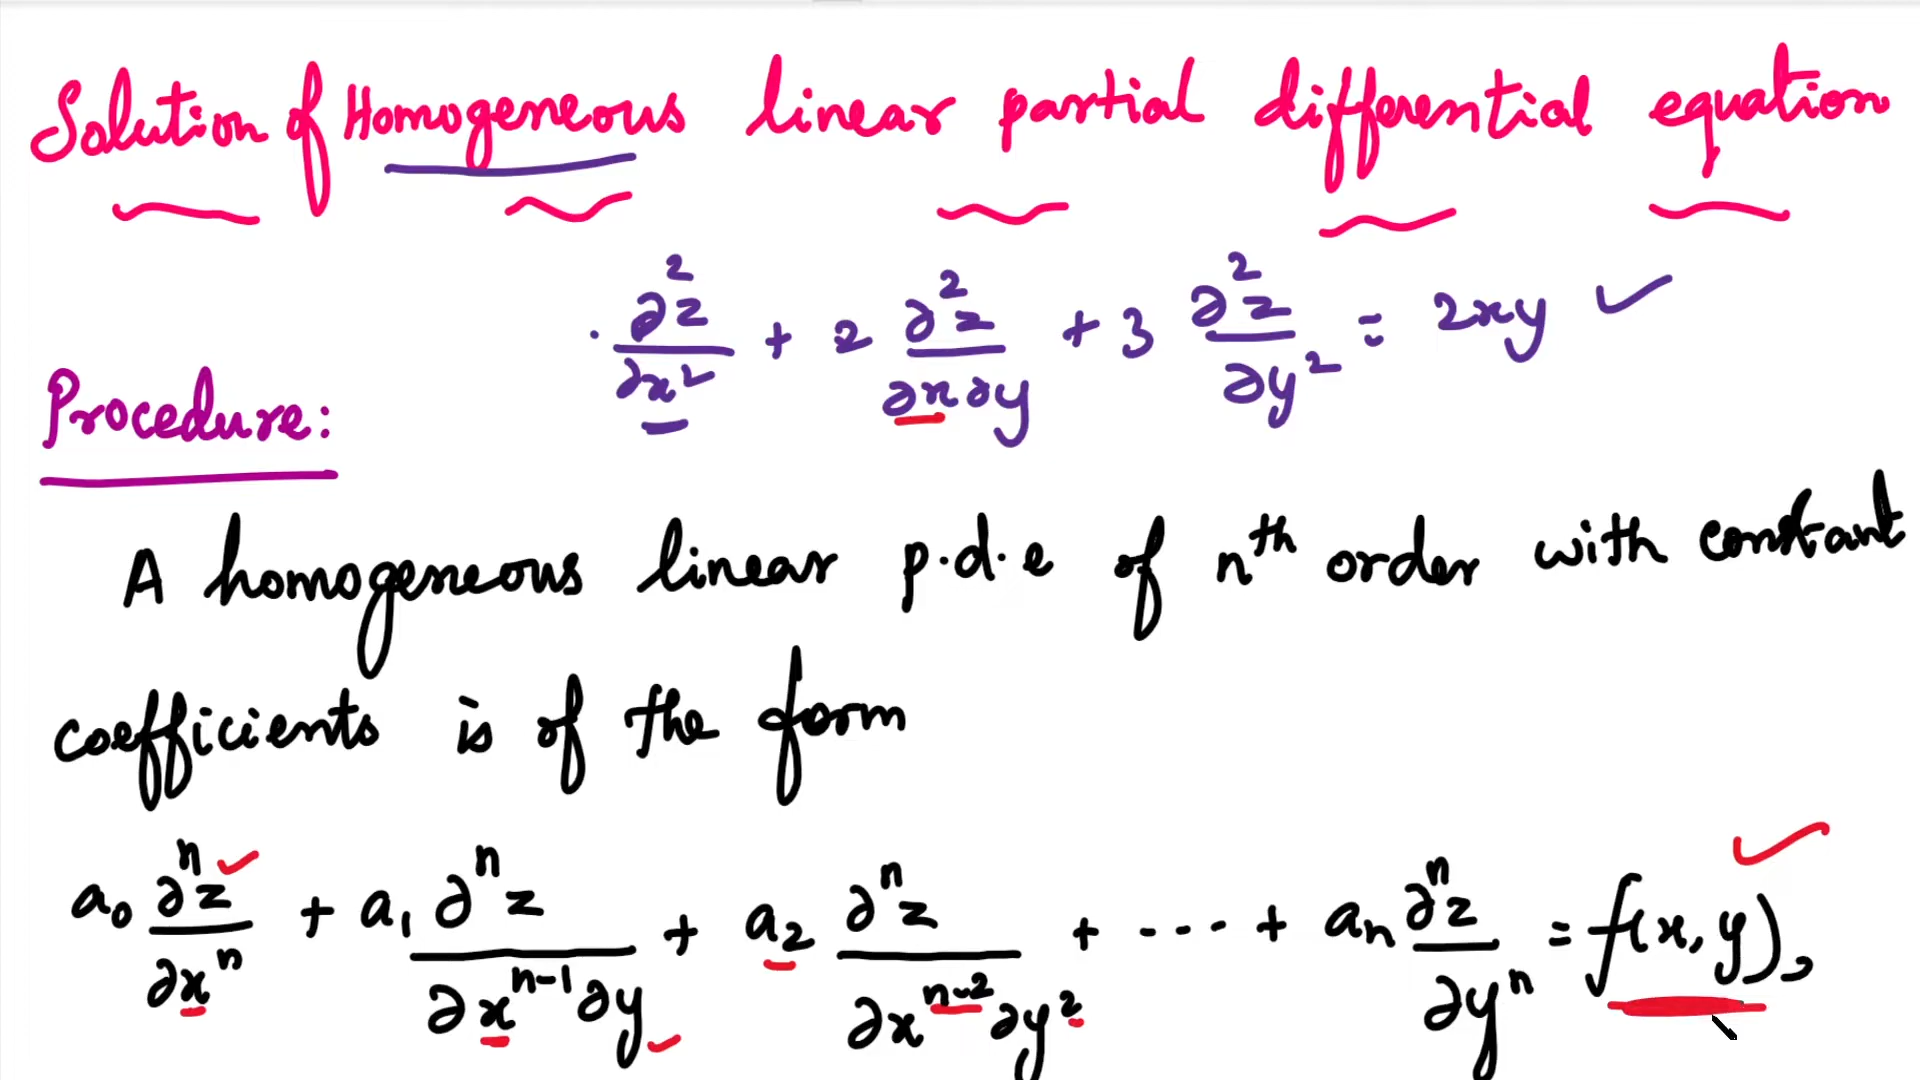 Solution of Homogeneous linear partial differential equation
∂²z/∂x² + 2 ∂²z/∂x∂y + 3 ∂²z/∂y² = 2xy ✓
Procedure:
A homogeneous linear p.d.e of nᵗʰ order with constant
coefficients is of the form
a₀ ∂ⁿz/∂xⁿ + a₁ ∂ⁿz/∂xⁿ⁻¹∂y + a₂ ∂ⁿz/∂xⁿ⁻²∂y² + ---- + aₙ ∂ⁿz/∂yⁿ = f(x,y),